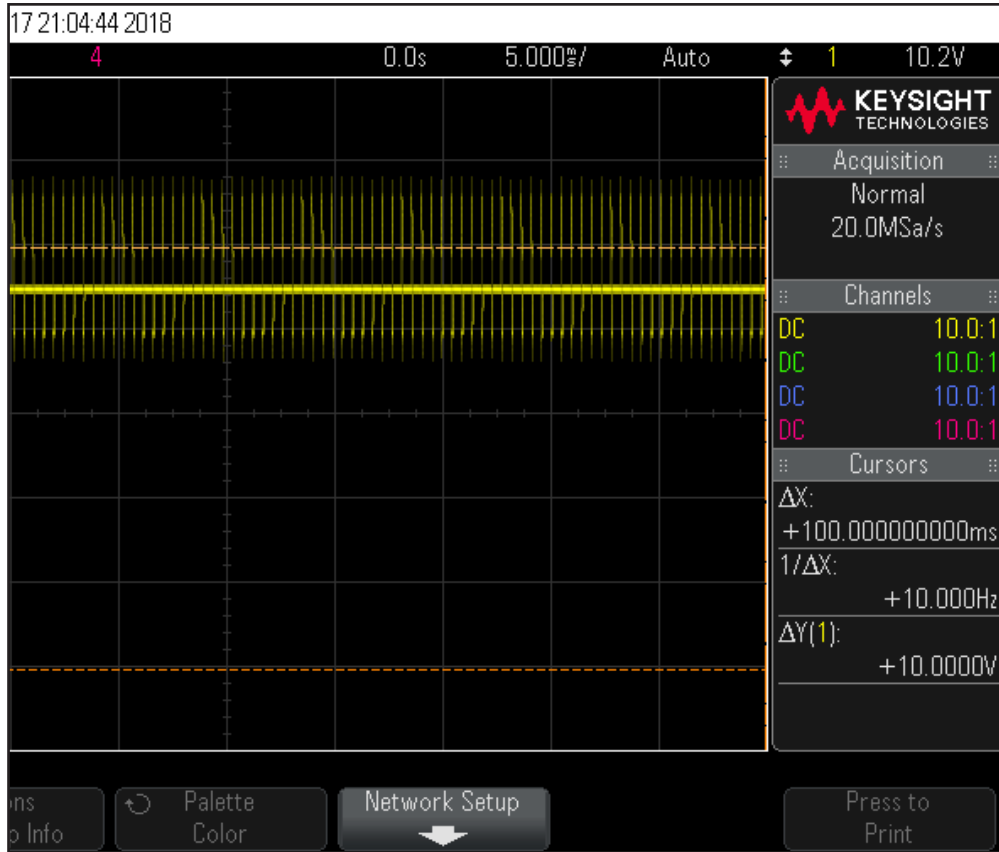 17 21:04:44 2018
4 0.0s 5.000ms/ Auto 1 10.2V
KEYSIGHT
TECHNOLOGIES
Acquisition
Normal
20.0MSa/s
Channels
DC 10.0:1
DC 10.0:1
DC 10.0:1
DC 10.0:1
Cursors
ΔX:
+100.000000000ms
1/ΔX:
+10.000Hz
ΔY(1):
+10.0000V
ns
o Info
Palette
Color
Network Setup
Press to
Print